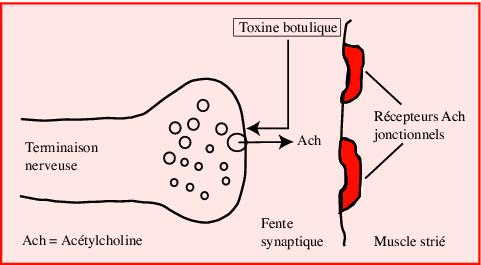 Toxine botulique
Ach
Récepteurs Ach
jonctionnels
Terminaison
nerveuse
Fente
synaptique
Ach = Acétylcholine
Muscle strié